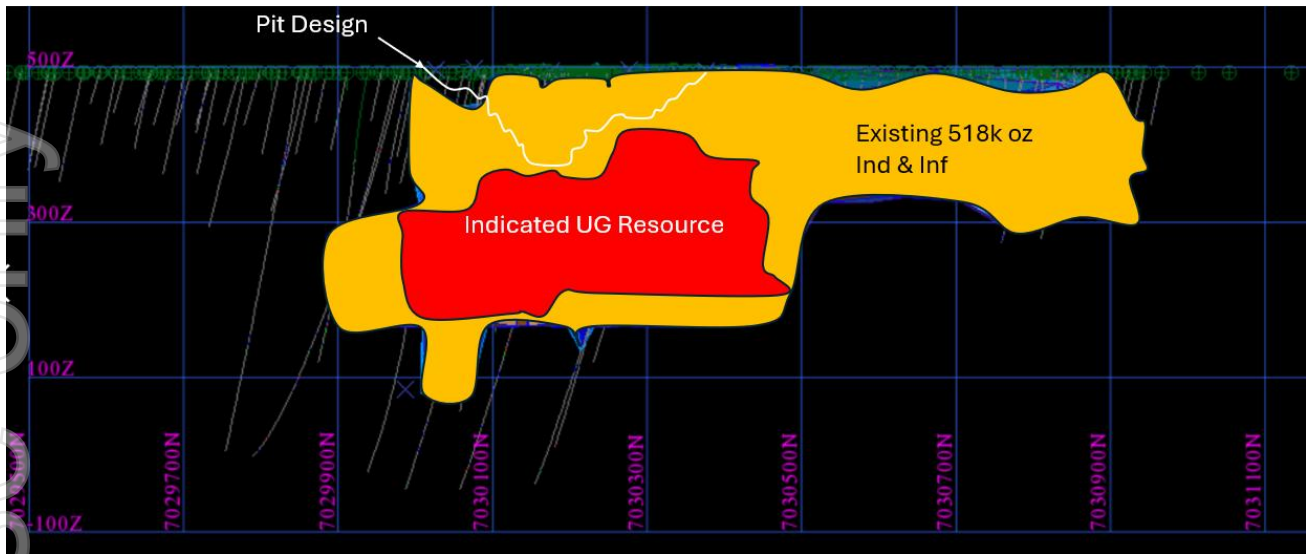 Pit Design
500Z
Existing 518k oz
Ind & Inf
300Z
Indicated UG Resource
100Z
-100Z
7029500N
7029700N
7029900N
7030100N
7030300N
7030500N
7030700N
7030900N
7031100N